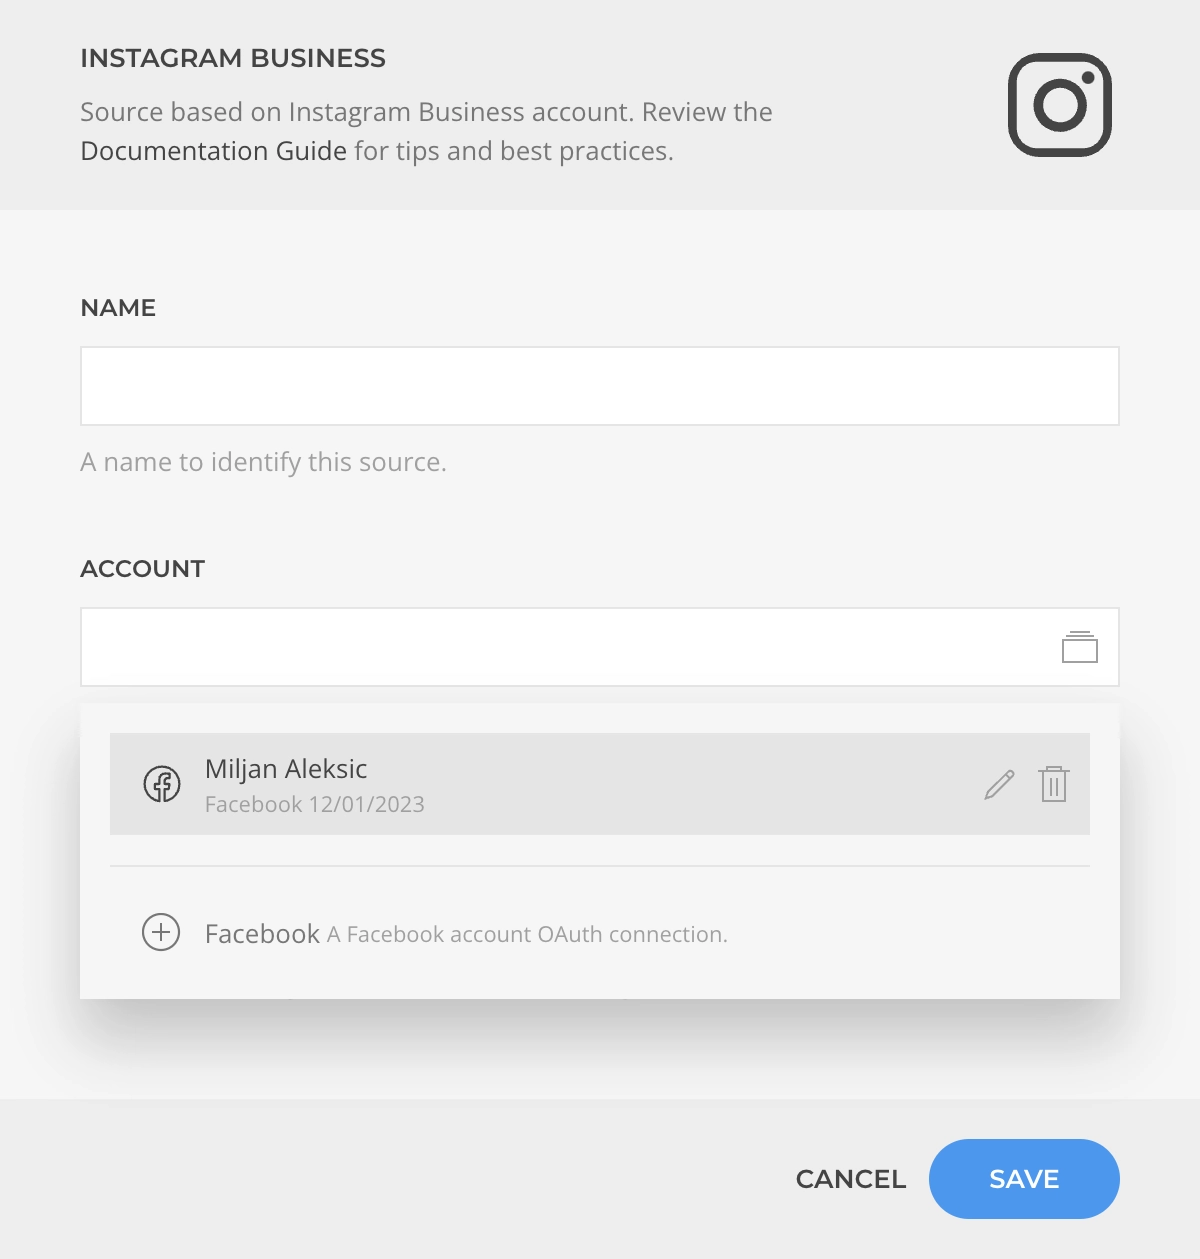 INSTAGRAM BUSINESS
Source based on Instagram Business account. Review the
Documentation Guide for tips and best practices.
NAME
A name to identify this source.
ACCOUNT
Miljan Aleksic
Facebook 12/01/2023
Facebook A Facebook account OAuth connection.
CANCEL SAVE